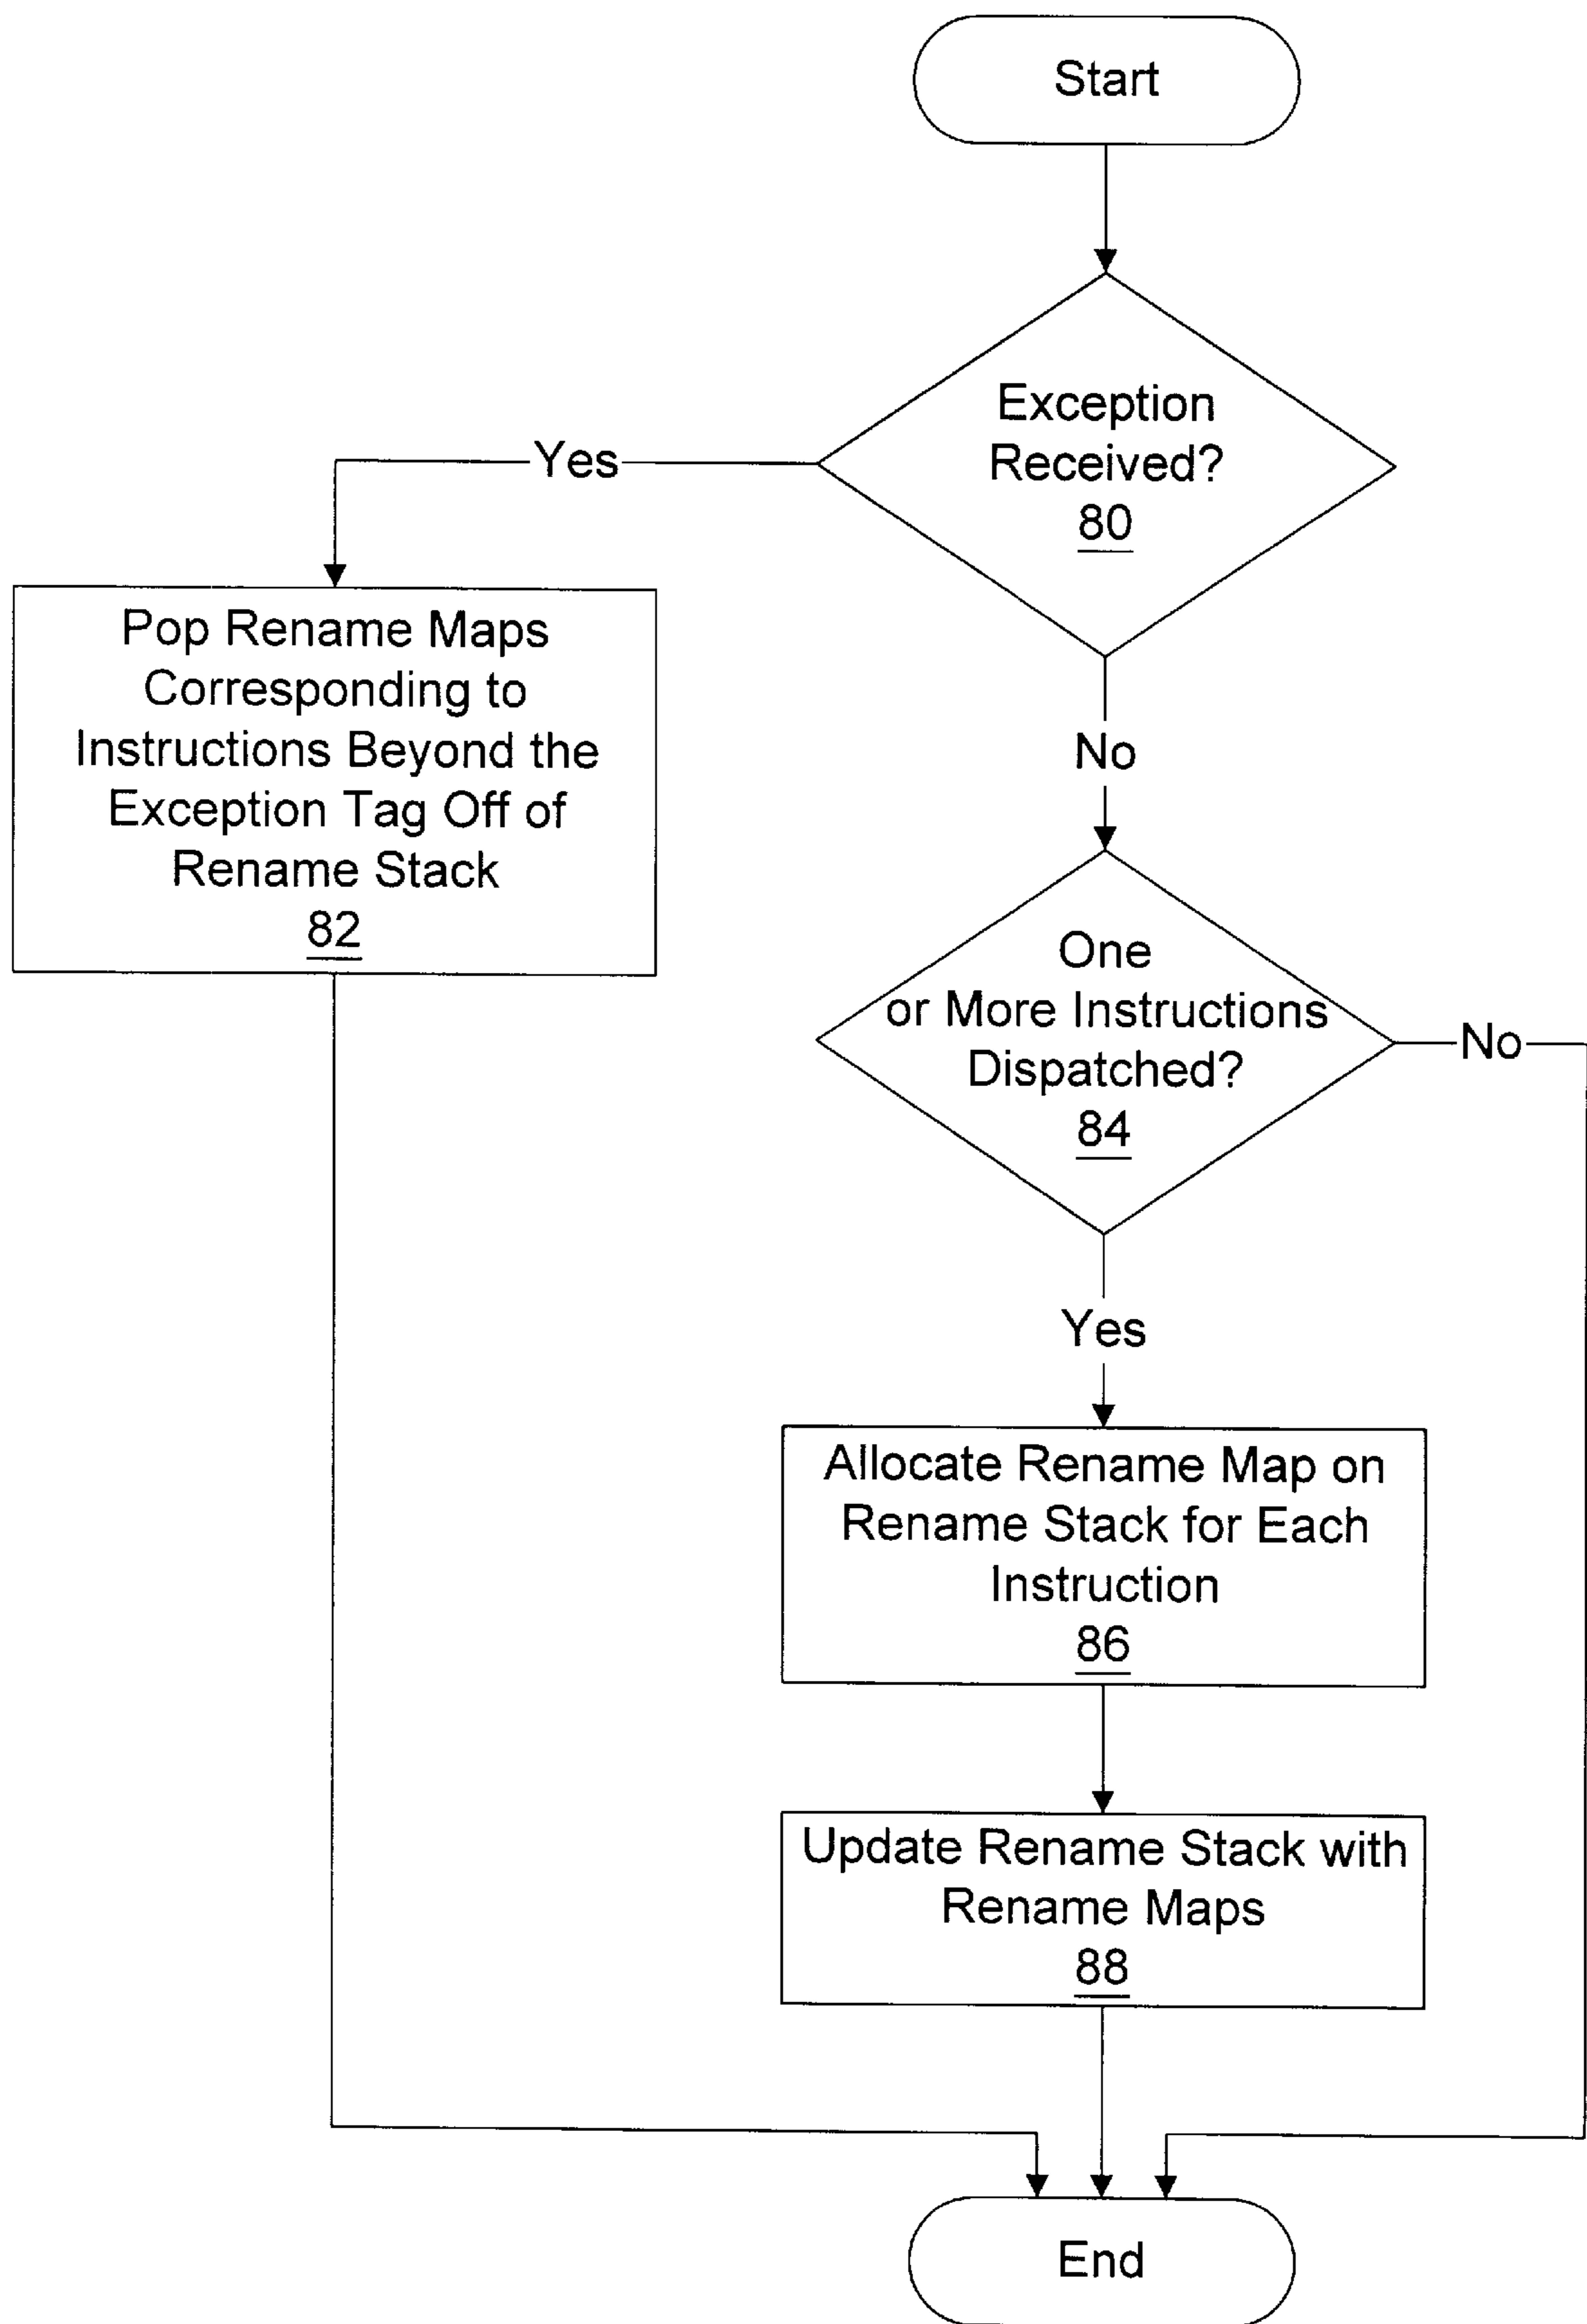 Start
Exception
Received?
80
Yes
Pop Rename Maps
Corresponding to
Instructions Beyond the
Exception Tag Off of
Rename Stack
82
No
One
or More Instructions
Dispatched?
84
No
Yes
Allocate Rename Map on
Rename Stack for Each
Instruction
86
Update Rename Stack with
Rename Maps
88
End